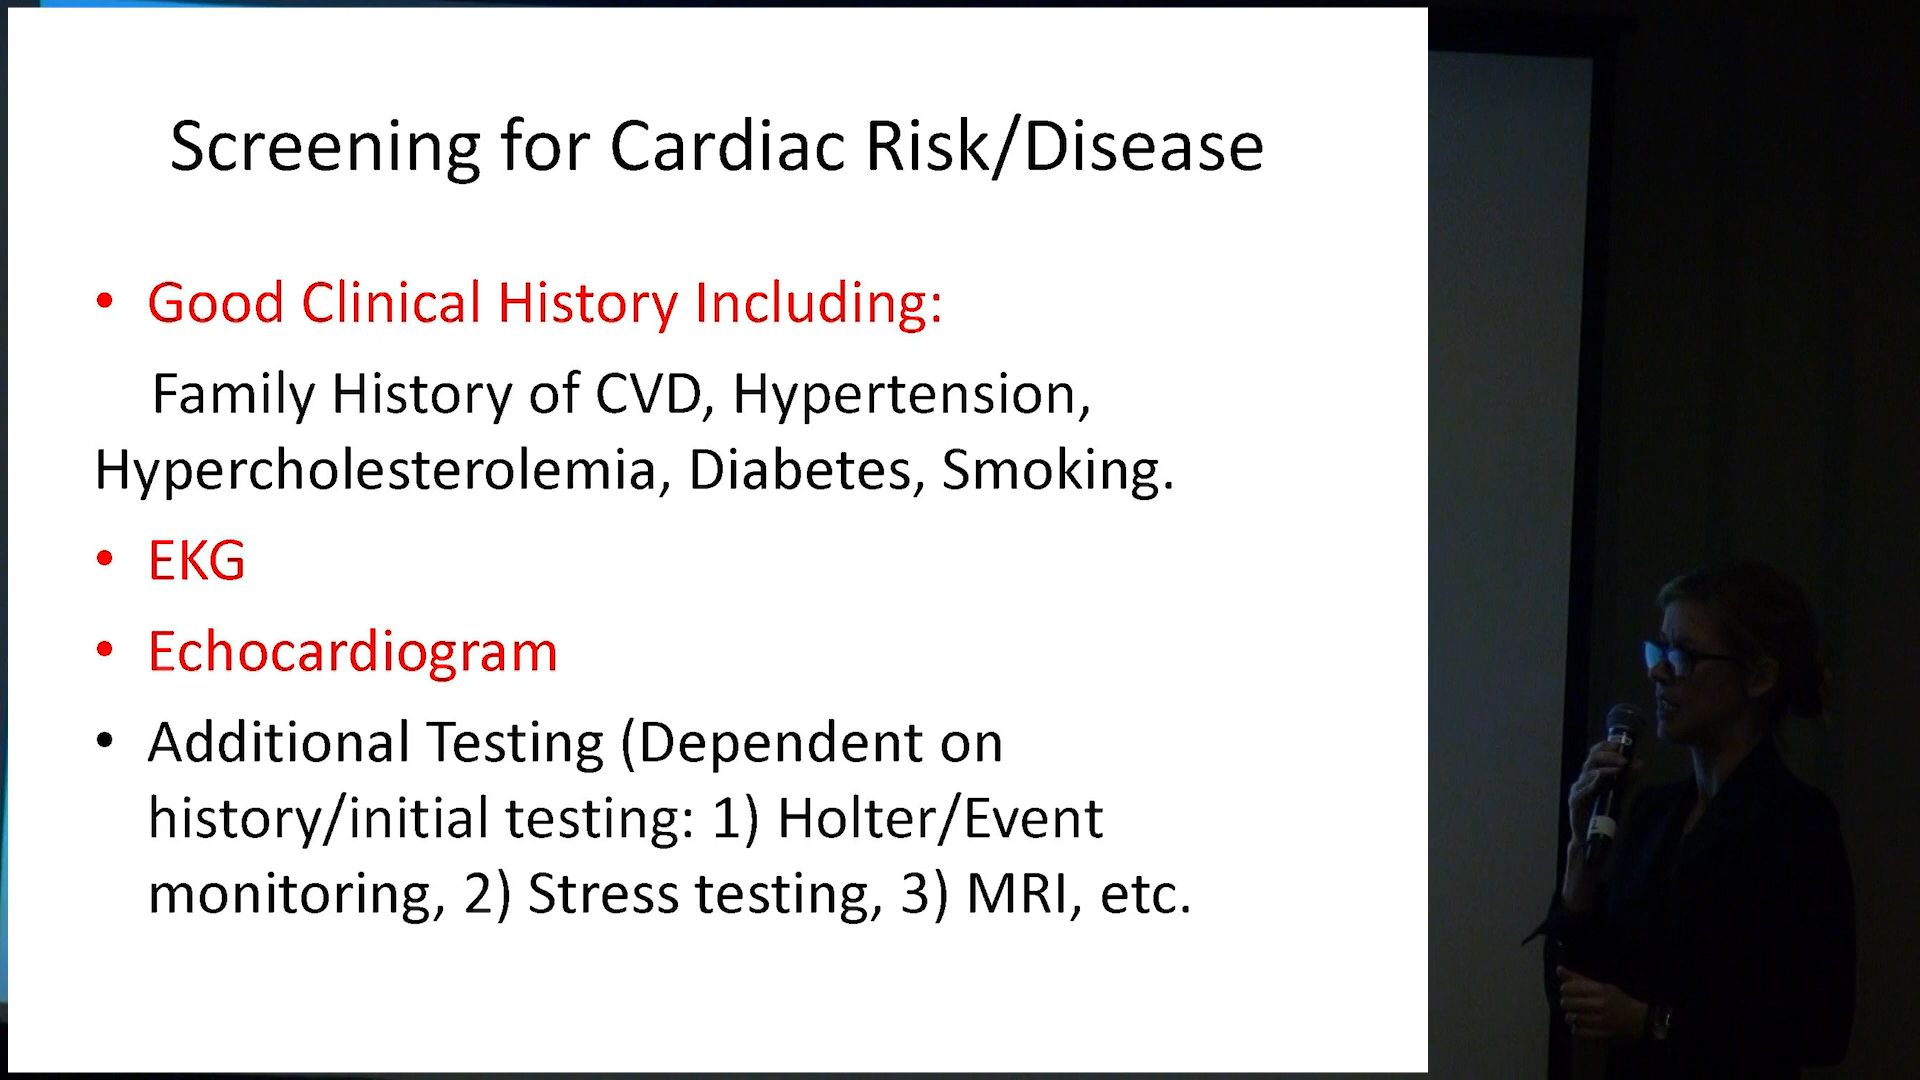 Screening for Cardiac Risk/Disease
• Good Clinical History Including:
Family History of CVD, Hypertension,
Hypercholesterolemia, Diabetes, Smoking.
• EKG
• Echocardiogram
• Additional Testing (Dependent on
history/initial testing: 1) Holter/Event
monitoring, 2) Stress testing, 3) MRI, etc.